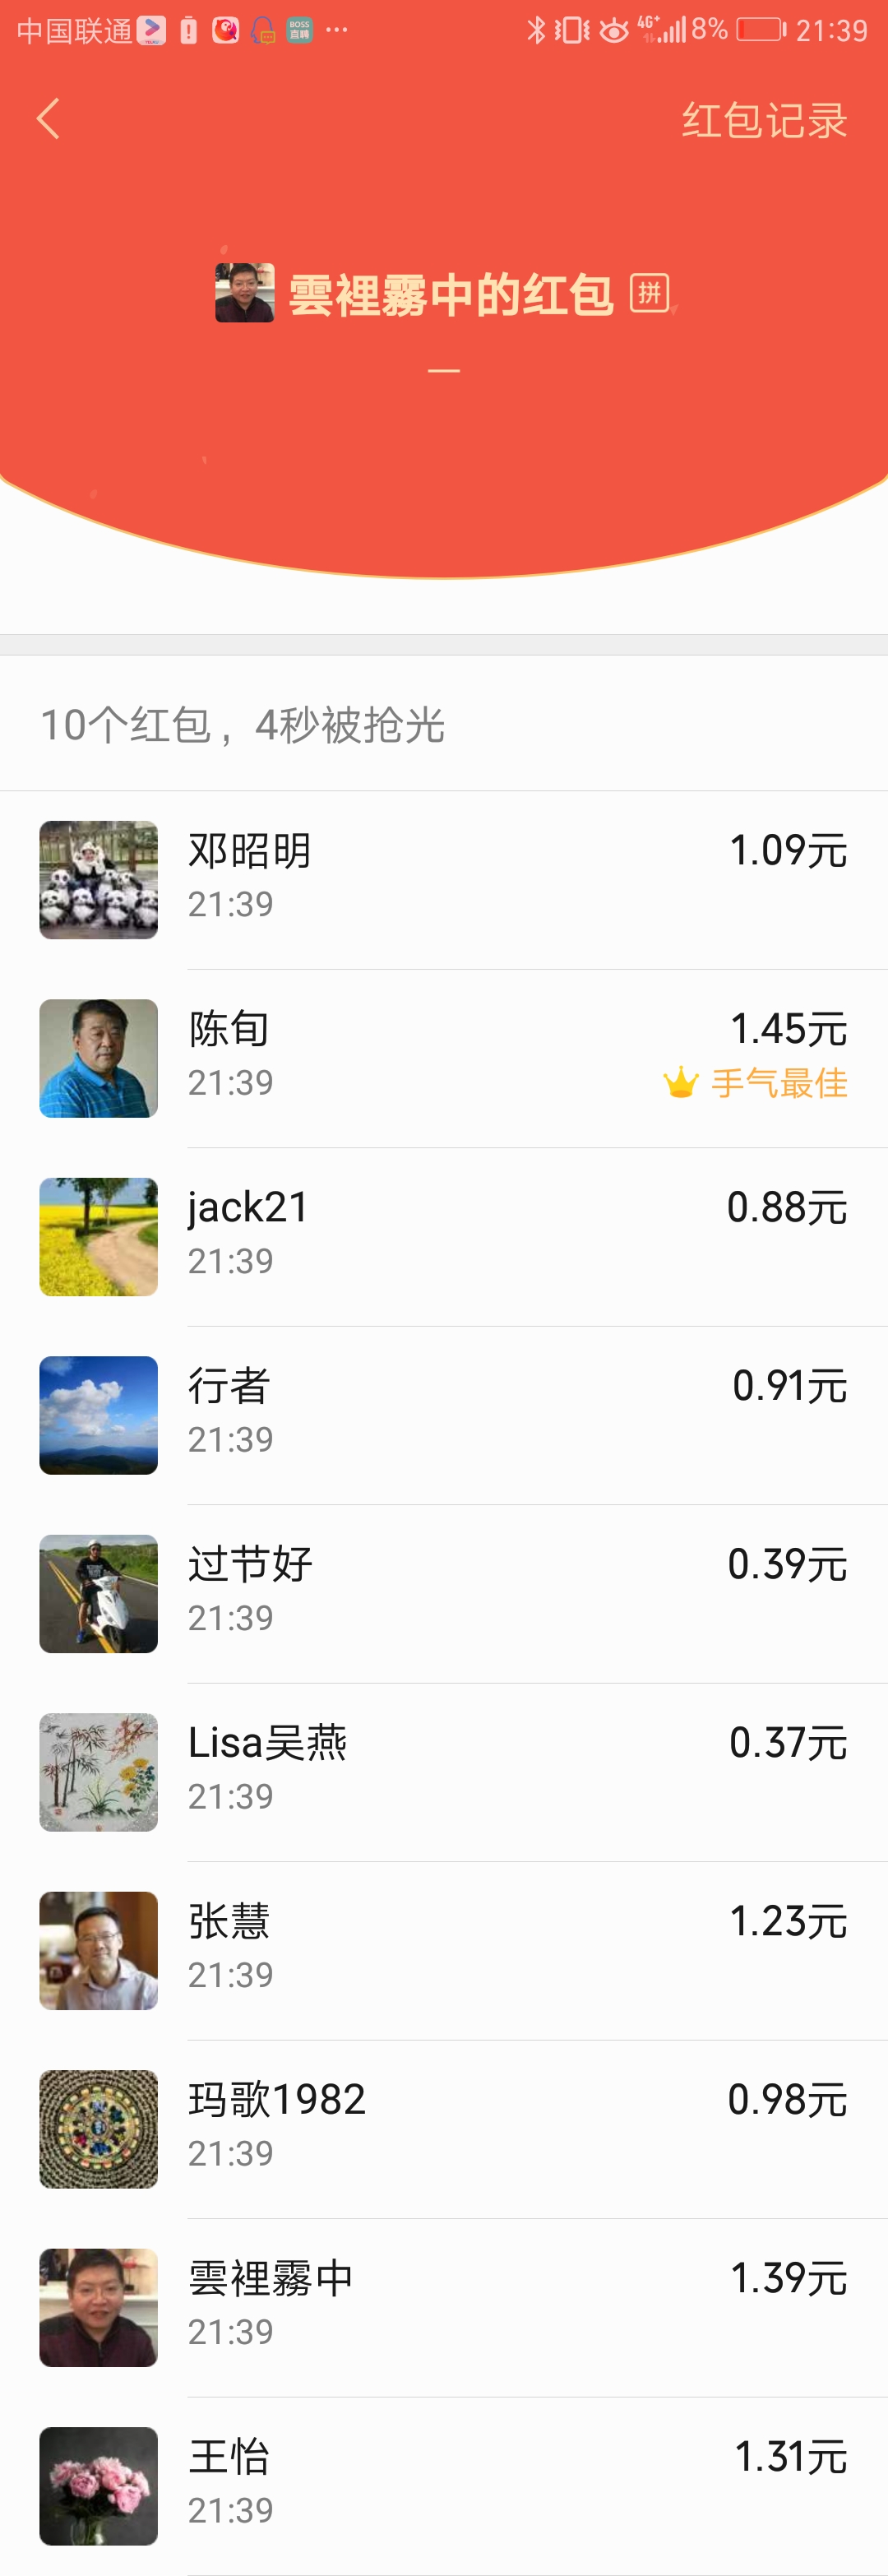 中国联通 BOSS直聘 ··· 4G+ 8% 21:39
红包记录
雲裡霧中的红包 拼
—
10个红包，4秒被抢光
邓昭明 1.09元
21:39
陈旬 1.45元
21:39 手气最佳
jack21 0.88元
21:39
行者 0.91元
21:39
过节好 0.39元
21:39
Lisa吴燕 0.37元
21:39
张慧 1.23元
21:39
玛歌1982 0.98元
21:39
雲裡霧中 1.39元
21:39
王怡 1.31元
21:39